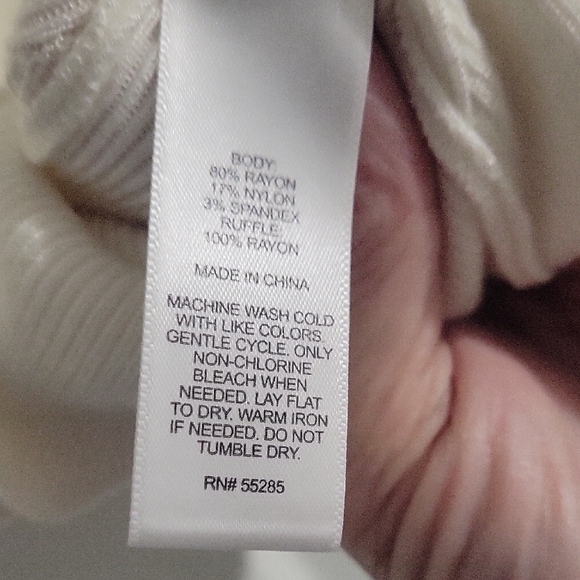 BODY:
80% RAYON
17% NYLON
3% SPANDEX
RUFFLE:
100% RAYON
MADE IN CHINA
MACHINE WASH COLD
WITH LIKE COLORS.
GENTLE CYCLE. ONLY
NON-CHLORINE
BLEACH WHEN
NEEDED. LAY FLAT
TO DRY. WARM IRON
IF NEEDED. DO NOT
TUMBLE DRY.
RN# 55285